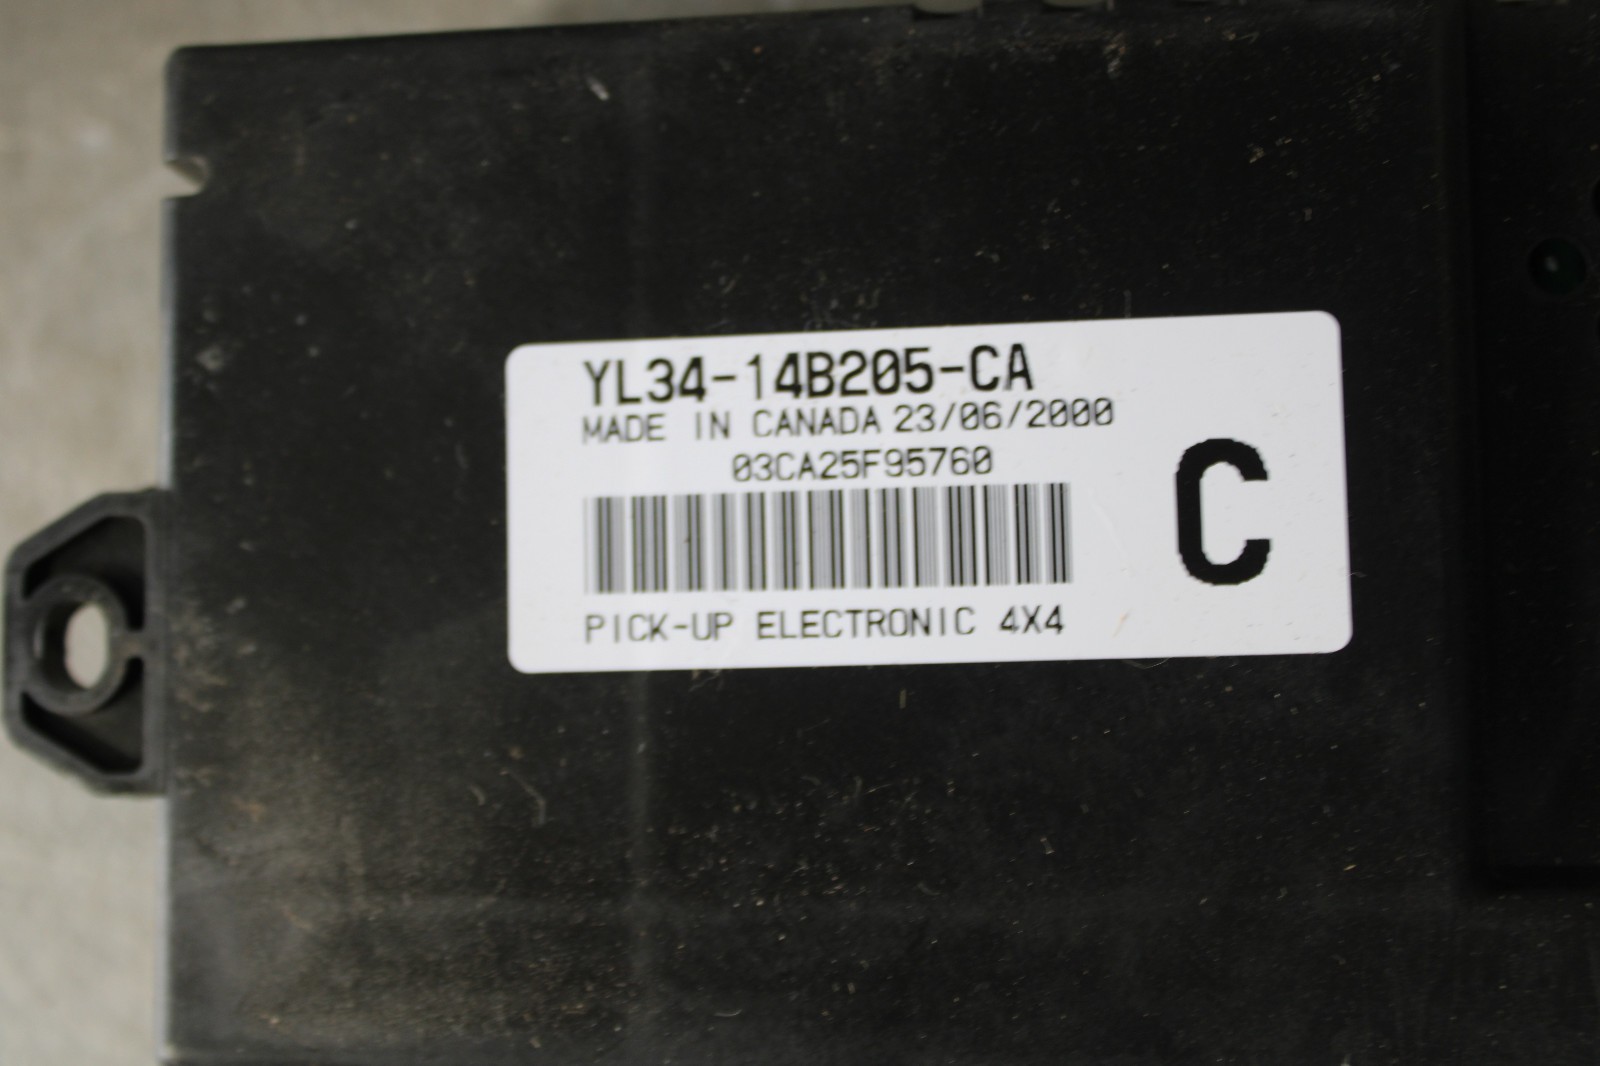 YL34-14B205-CA
MADE IN CANADA 23/06/2000
03CA25F95760
C
PICK-UP ELECTRONIC 4X4